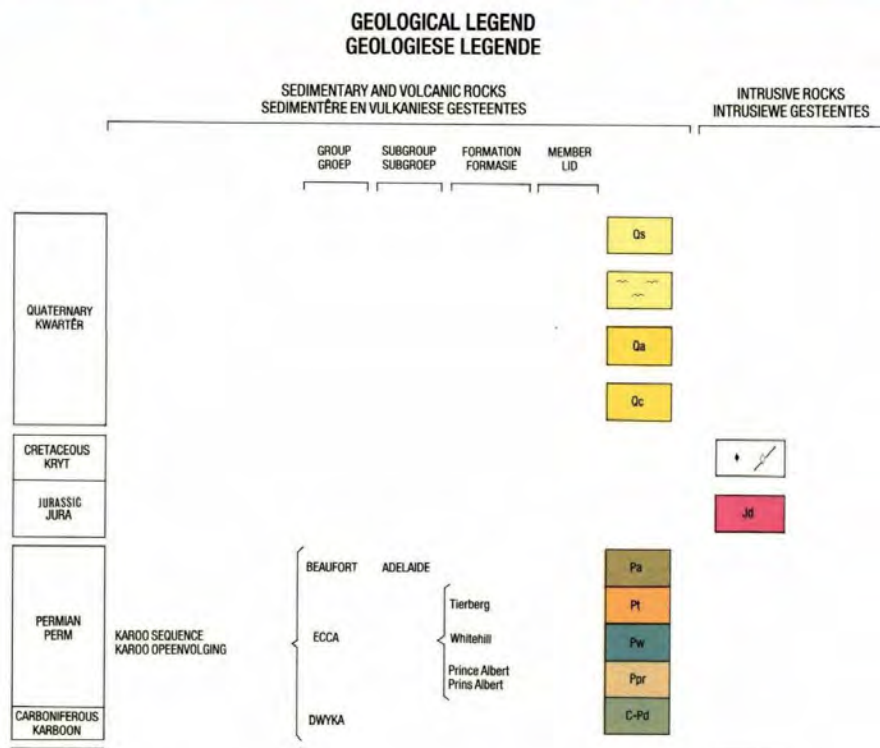 GEOLOGICAL LEGEND
GEOLOGIESE LEGENDE
SEDIMENTARY AND VOLCANIC ROCKS
SEDIMENTÊRE EN VULKANIESE GESTEENTES
INTRUSIVE ROCKS
INTRUSIEWE GESTEENTES
GROUP
GROEP
SUBGROUP
SUBGROEP
FORMATION
FORMASIE
MEMBER
LID
QUATERNARY
KWARTÊR
Qs
Qa
Qc
CRETACEOUS
KRYT
JURASSIC
JURA
Jd
PERMIAN
PERM
KAROO SEQUENCE
KAROO OPEENVOLGING
BEAUFORT
ADELAIDE
Pa
ECCA
Tierberg
Pt
Whitehill
Pw
Prince Albert
Prins Albert
Ppr
CARBONIFEROUS
KARBOON
DWYKA
C-Pd